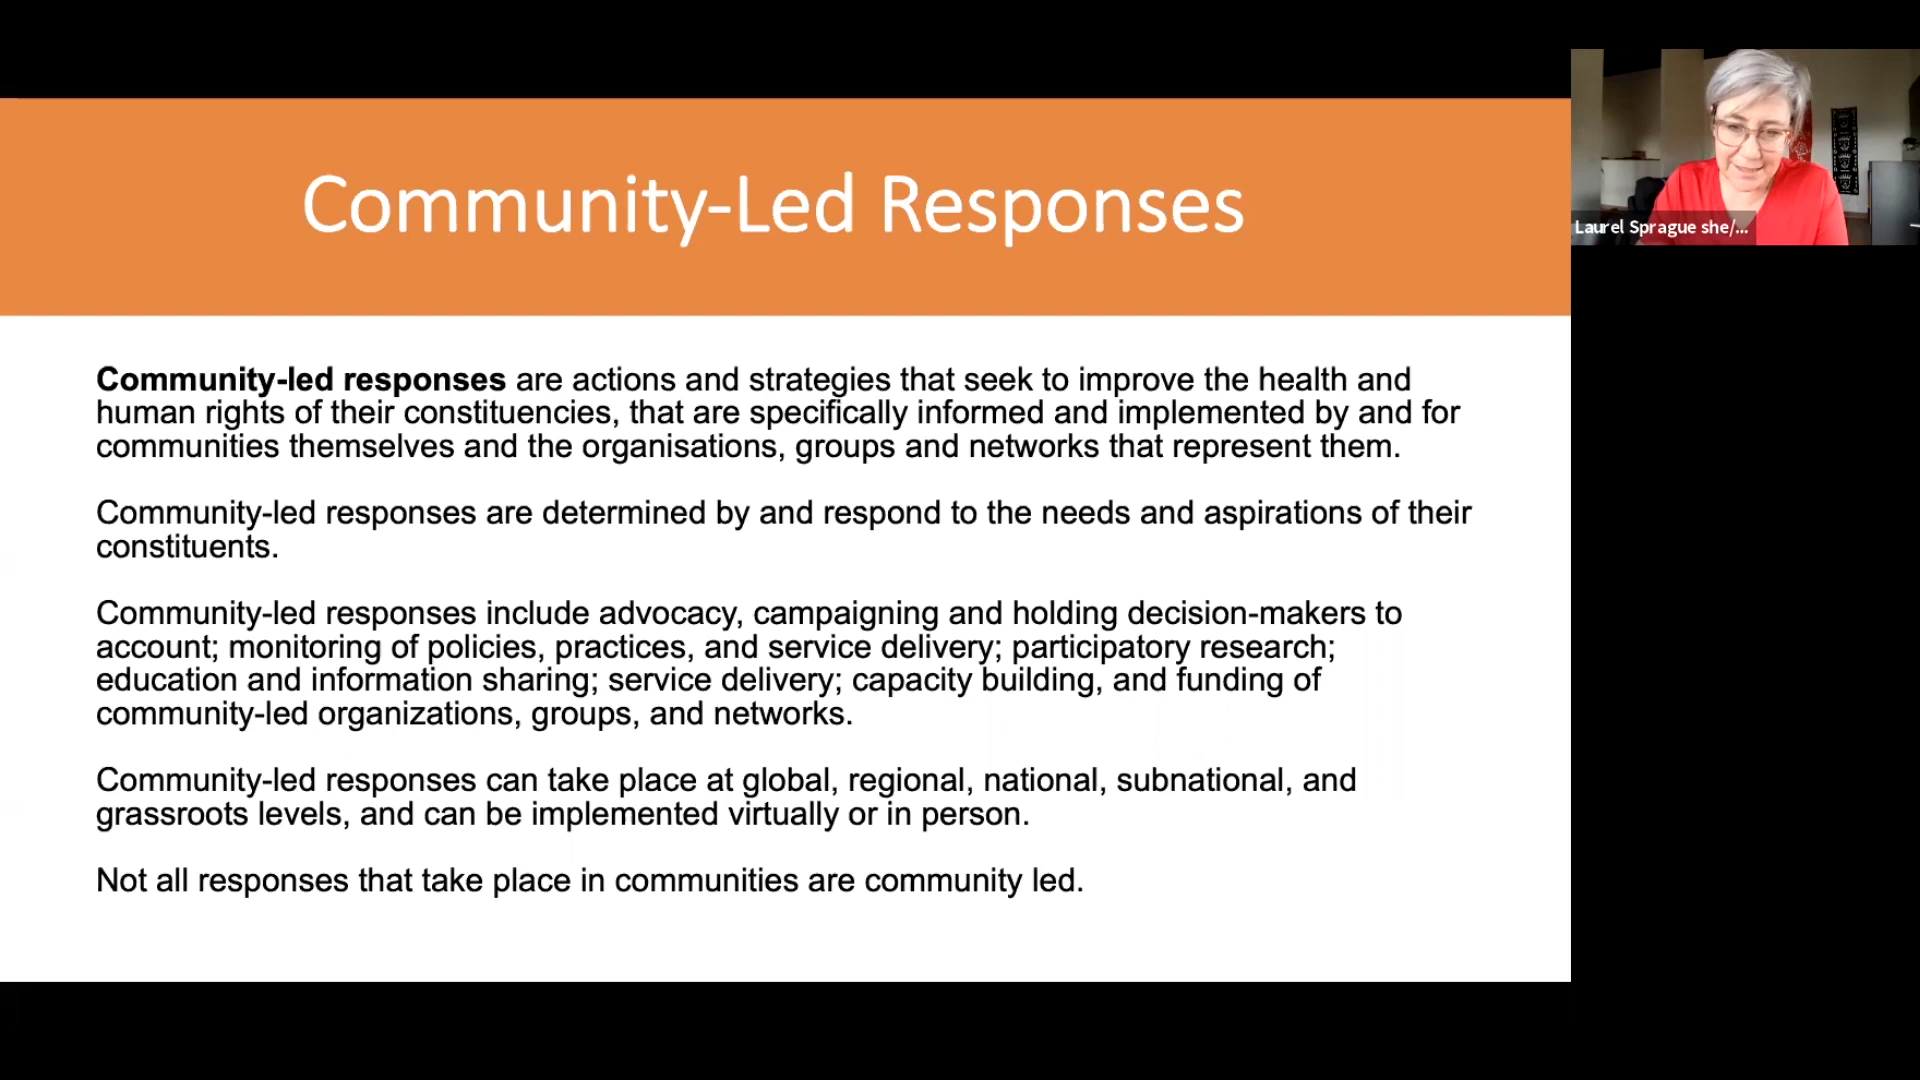 Community-Led Responses
Laurel Sprague she/...
Community-led responses are actions and strategies that seek to improve the health and
human rights of their constituencies, that are specifically informed and implemented by and for
communities themselves and the organisations, groups and networks that represent them.
Community-led responses are determined by and respond to the needs and aspirations of their
constituents.
Community-led responses include advocacy, campaigning and holding decision-makers to
account; monitoring of policies, practices, and service delivery; participatory research;
education and information sharing; service delivery; capacity building, and funding of
community-led organizations, groups, and networks.
Community-led responses can take place at global, regional, national, subnational, and
grassroots levels, and can be implemented virtually or in person.
Not all responses that take place in communities are community led.